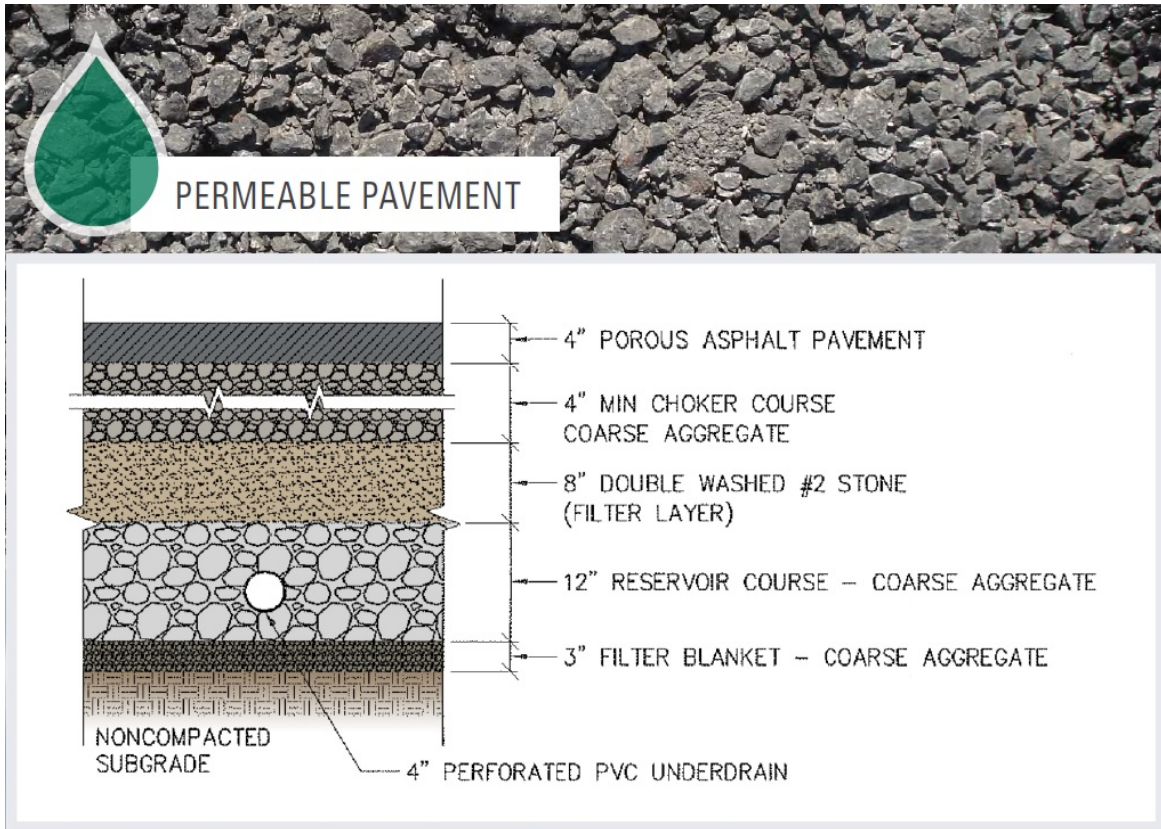 PERMEABLE PAVEMENT
4" POROUS ASPHALT PAVEMENT
4" MIN CHOKER COURSE
COARSE AGGREGATE
8" DOUBLE WASHED #2 STONE
(FILTER LAYER)
12" RESERVOIR COURSE – COARSE AGGREGATE
3" FILTER BLANKET – COARSE AGGREGATE
NONCOMPACTED
SUBGRADE
4" PERFORATED PVC UNDERDRAIN